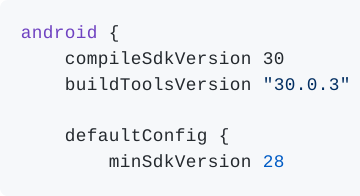 android {
    compileSdkVersion 30
    buildToolsVersion "30.0.3"

    defaultConfig {
        minSdkVersion 28